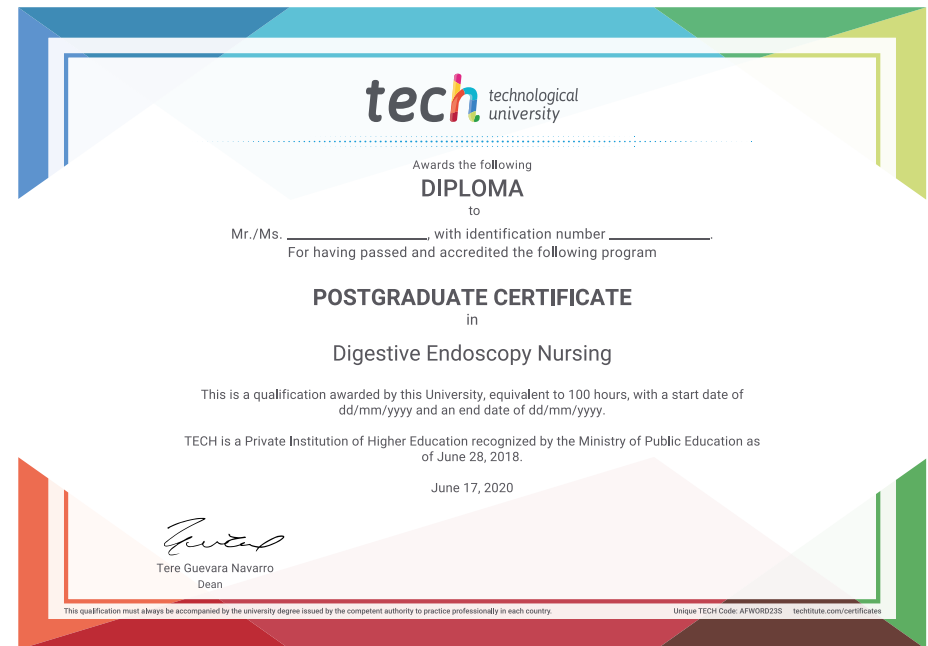 tech technological
university
Awards the following
DIPLOMA
to
Mr./Ms. ____________________, with identification number ______________.
For having passed and accredited the following program
POSTGRADUATE CERTIFICATE
in
Digestive Endoscopy Nursing
This is a qualification awarded by this University, equivalent to 100 hours, with a start date of
dd/mm/yyyy and an end date of dd/mm/yyyy.
TECH is a Private Institution of Higher Education recognized by the Ministry of Public Education as
of June 28, 2018.
June 17, 2020
Tere Guevara Navarro
Dean
This qualification must always be accompanied by the university degree issued by the competent authority to practice professionally in each country.
Unique TECH Code: AFWORD23S techtitute.com/certificates